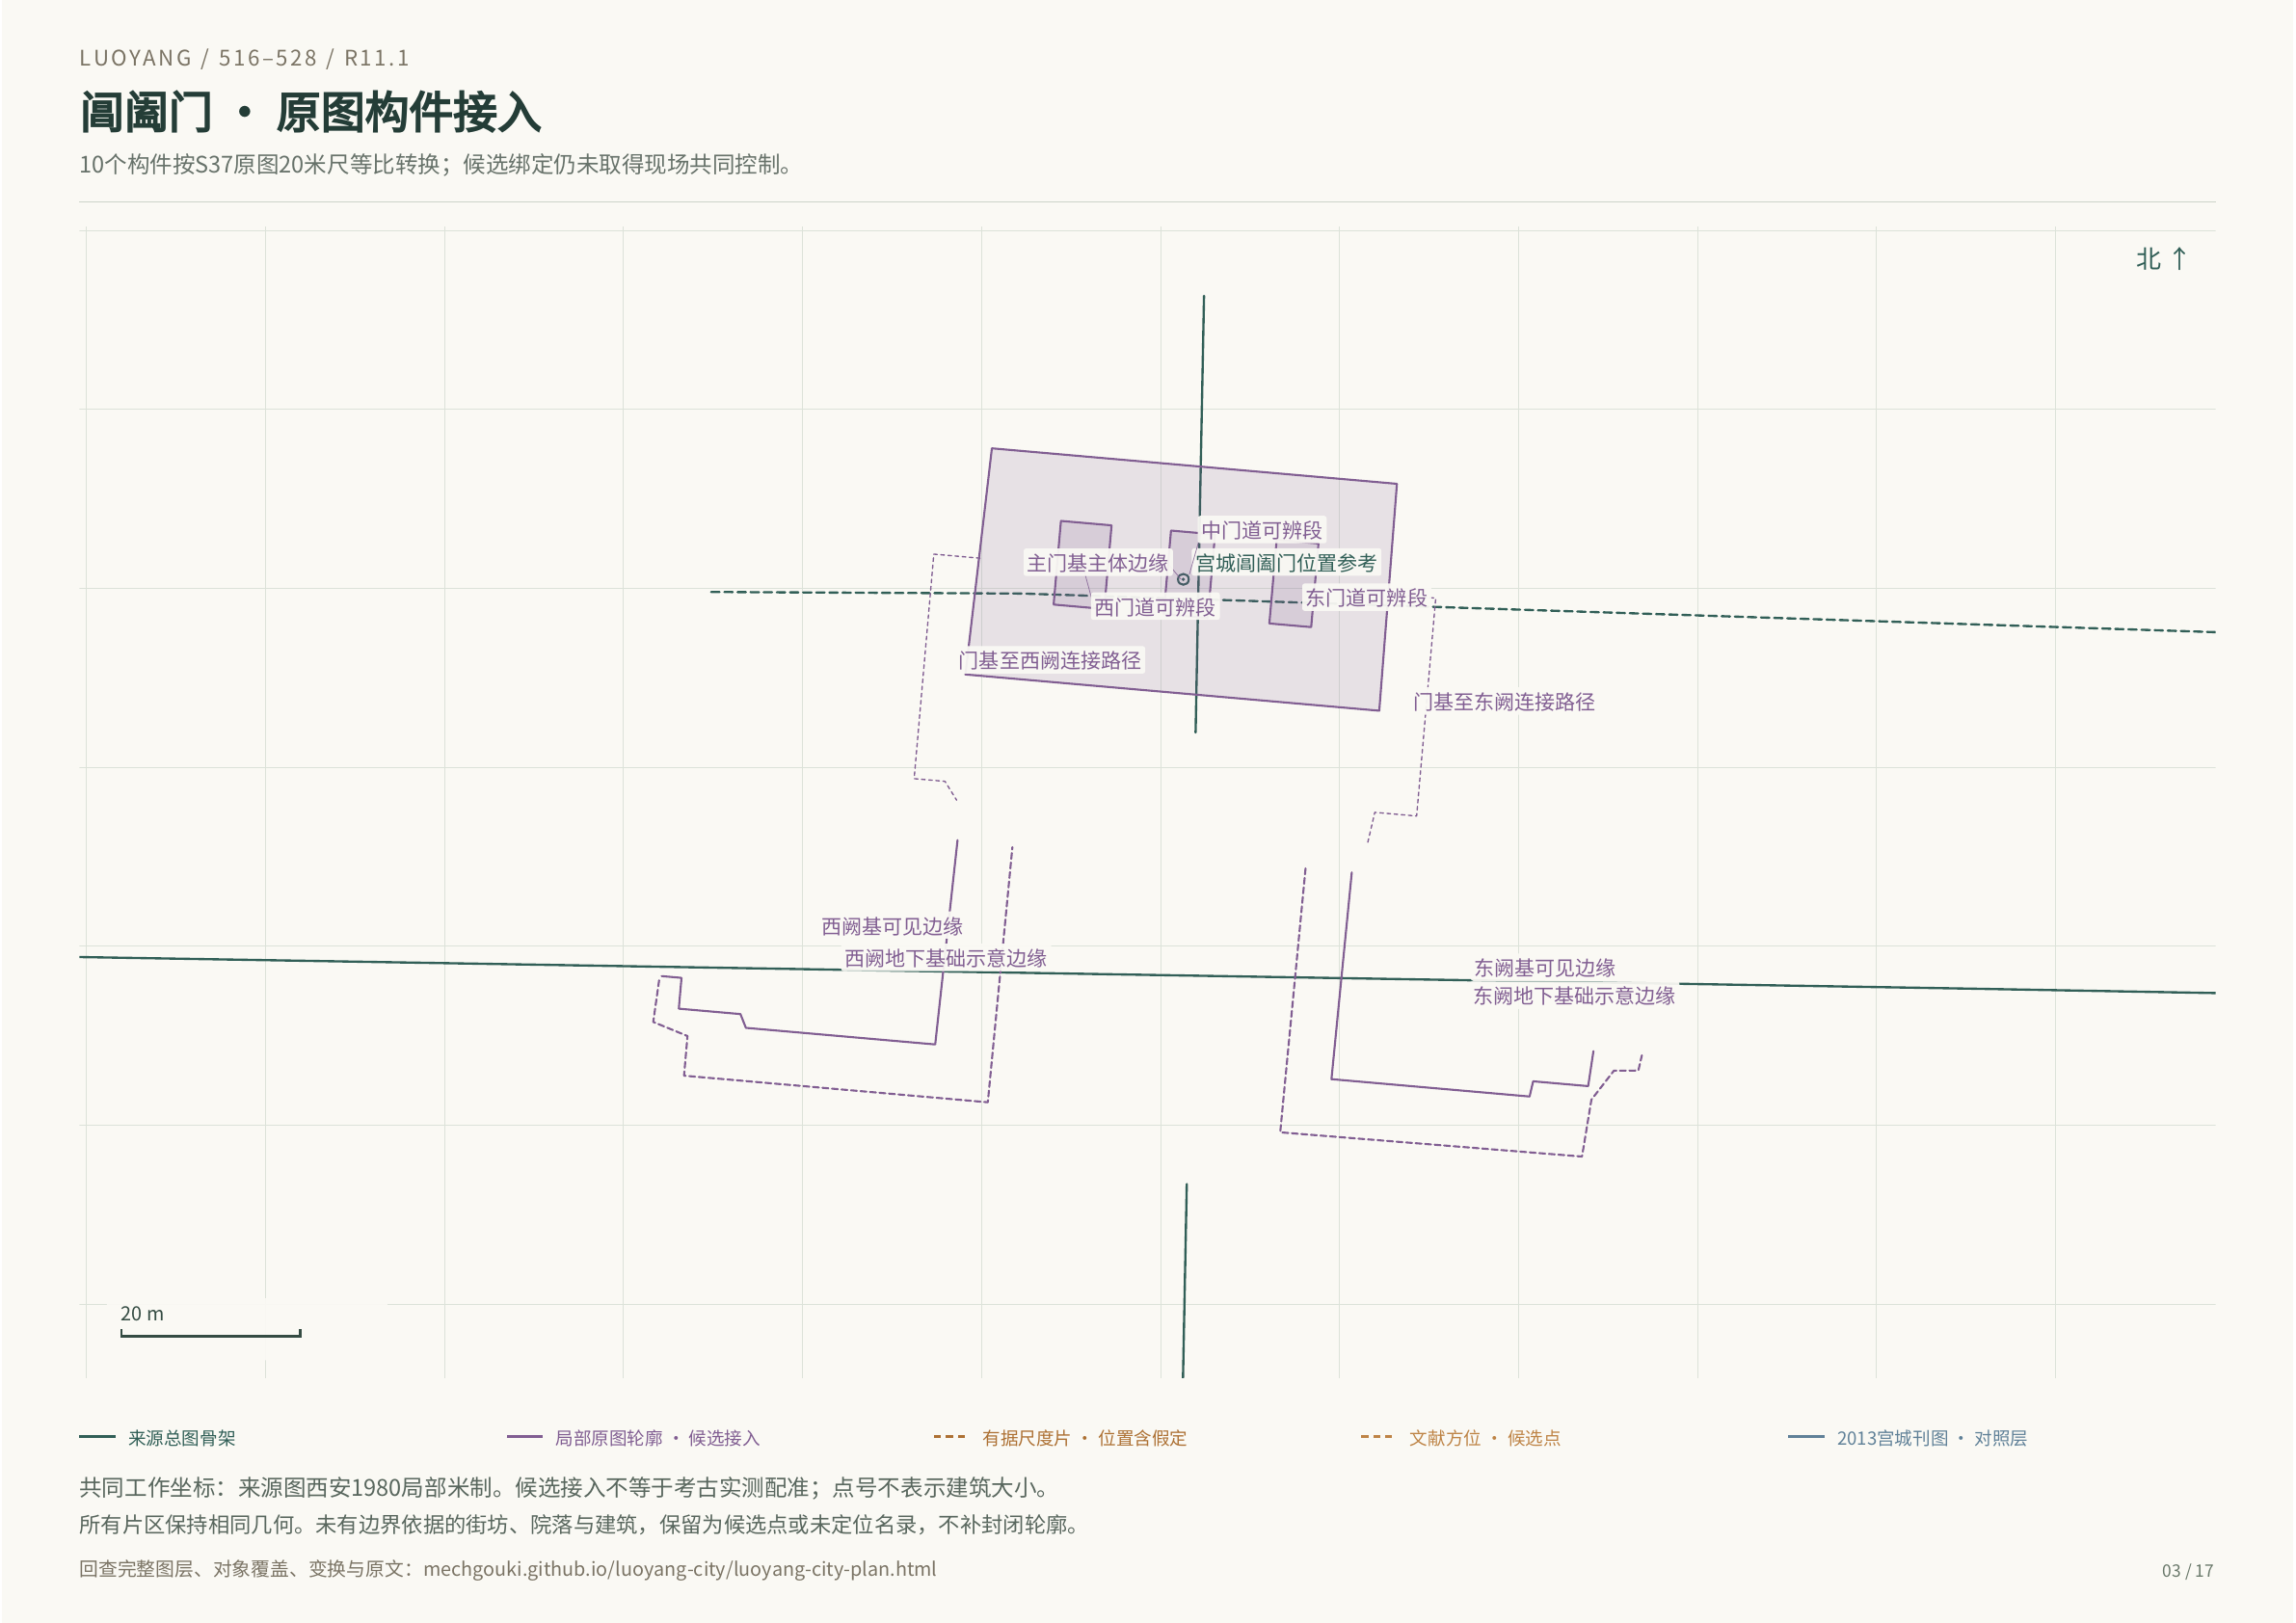 LUOYANG / 516–528 / R11.1
阊阖门 · 原图构件接入
10个构件按S37原图20米尺等比转换；候选绑定仍未取得现场共同控制。
北 ↑
中门道可辨段
主门基主体边缘
宫城阊阖门位置参考
西门道可辨段
东门道可辨段
门基至西阙连接路径
门基至东阙连接路径
西阙基可见边缘
西阙地下基础示意边缘
东阙基可见边缘
东阙地下基础示意边缘
20 m
来源总图骨架
局部原图轮廓 · 候选接入
有据尺度片 · 位置含假定
文献方位 · 候选点
2013宫城刊图 · 对照层
共同工作坐标：来源图西安1980局部米制。候选接入不等于考古实测配准；点号不表示建筑大小。
所有片区保持相同几何。未有边界依据的街坊、院落与建筑，保留为候选点或未定位名录，不补封闭轮廓。
回查完整图层、对象覆盖、变换与原文：mechgouki.github.io/luoyang-city/luoyang-city-plan.html
03 / 17